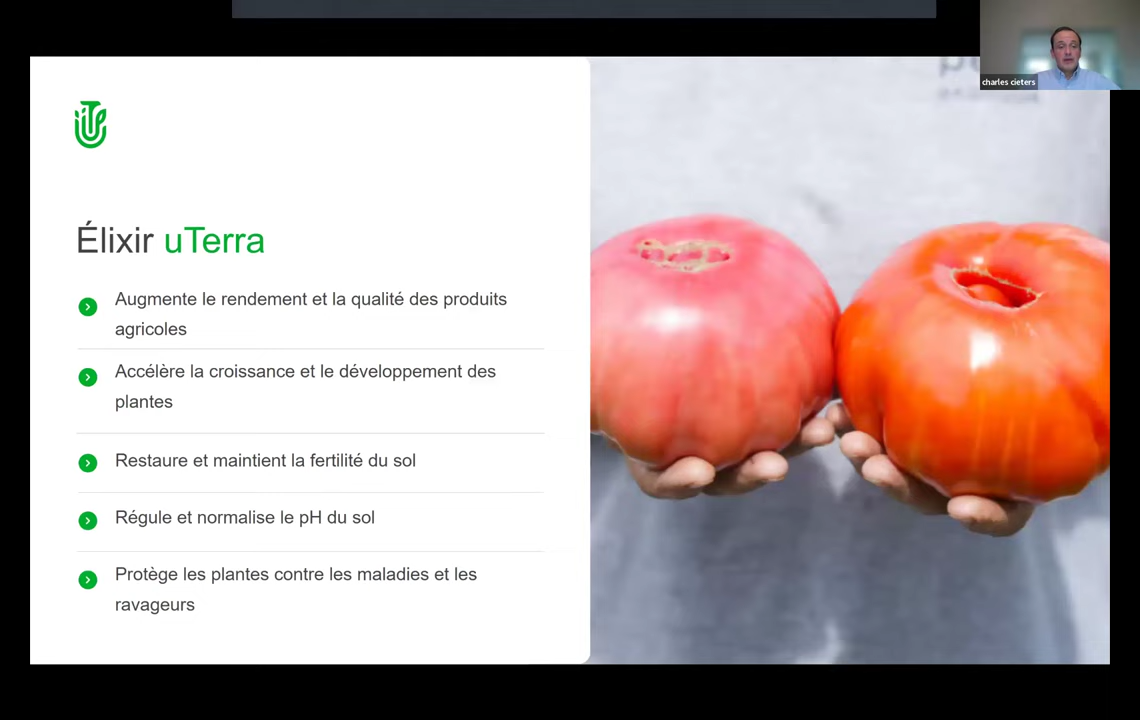 charles cieters
Élixir uTerra
Augmente le rendement et la qualité des produits
agricoles
Accélère la croissance et le développement des
plantes
Restaure et maintient la fertilité du sol
Régule et normalise le pH du sol
Protège les plantes contre les maladies et les
ravageurs